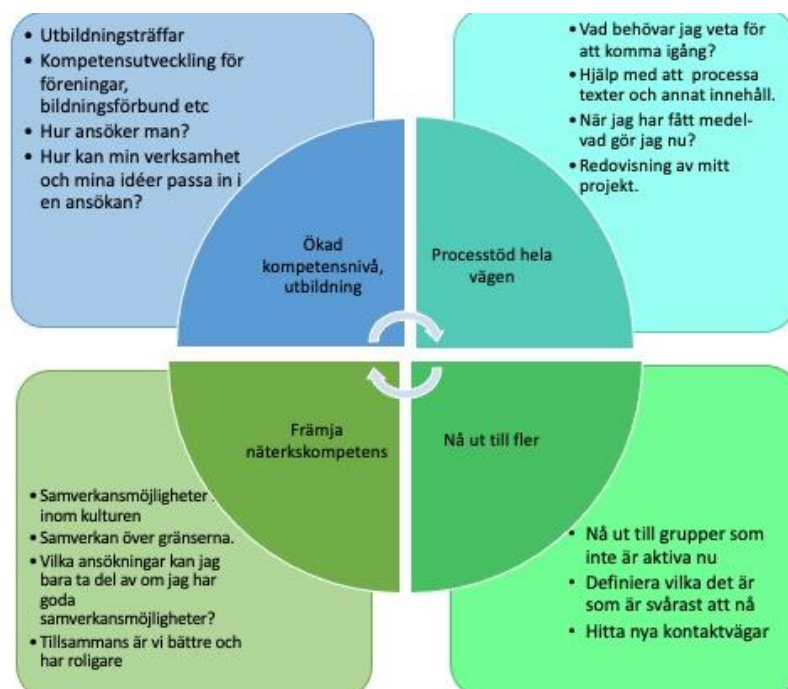 • Utbildningsträffar
• Kompetensutveckling för
föreningar,
bildningsförbund etc
• Hur ansöker man?
• Hur kan min verksamhet
och mina idéer passa in i
en ansökan?
• Vad behövar jag veta för
att komma igång?
• Hjälp med att processa
texter och annat innehåll.
• När jag har fått medel-
vad gör jag nu?
• Redovisning av mitt
projekt.
Ökad
kompetensnivå,
utbildning
Processtöd hela
vägen
Främja
näterkskompetens
Nå ut till fler
• Samverkansmöjligheter
inom kulturen
• Samverkan över gränserna.
• Vilka ansökningar kan jag
bara ta del av om jag har
goda
samverkansmöjligheter?
• Tillsammans är vi bättre och
har roligare
• Nå ut till grupper som
inte är aktiva nu
• Definiera vilka det är
som är svårast att nå
• Hitta nya kontaktvägar